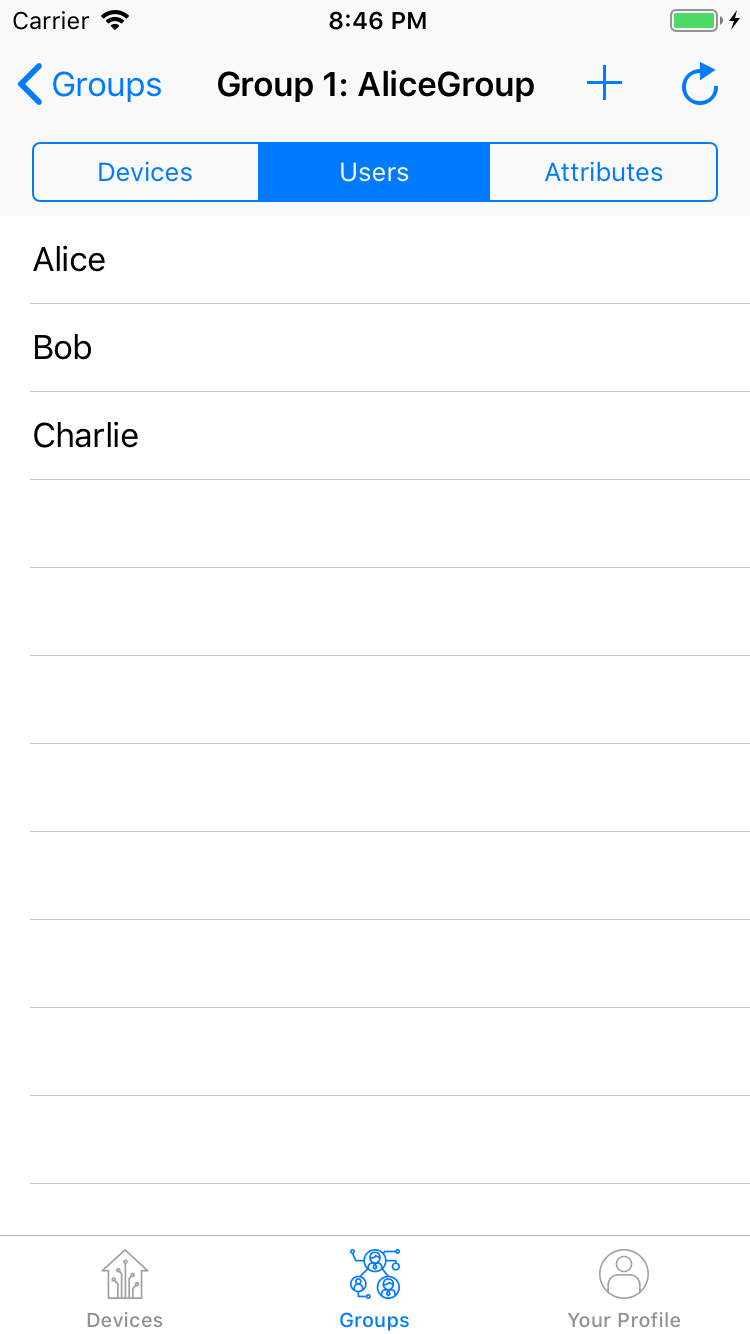 Carrier 8:46 PM
Groups Group 1: AliceGroup
Devices Users Attributes
Alice
Bob
Charlie
Devices Groups Your Profile